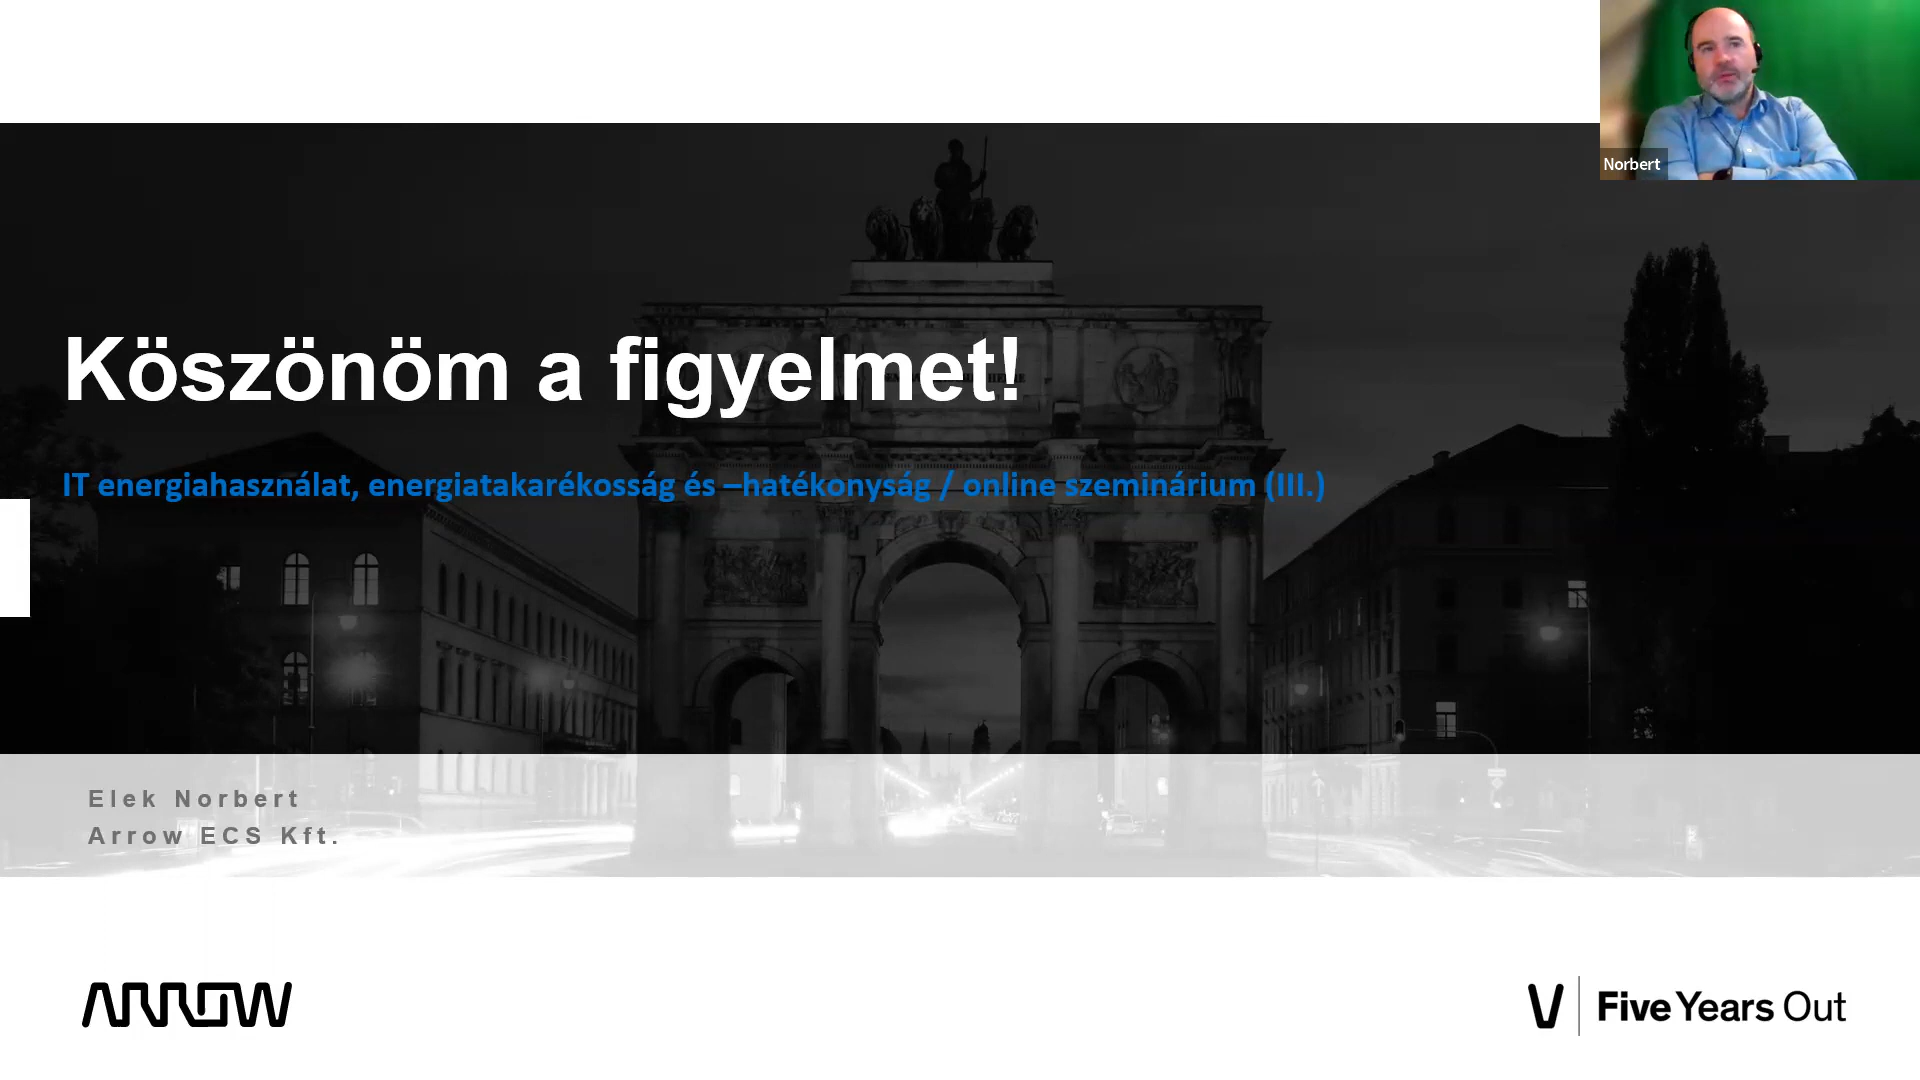 Norbert
Köszönöm a figyelmet!
IT energiahasználat, energiatakarékosság és –hatékonyság / online szeminárium (III.)
Elek Norbert
Arrow ECS Kft.
ARROW
Five Years Out